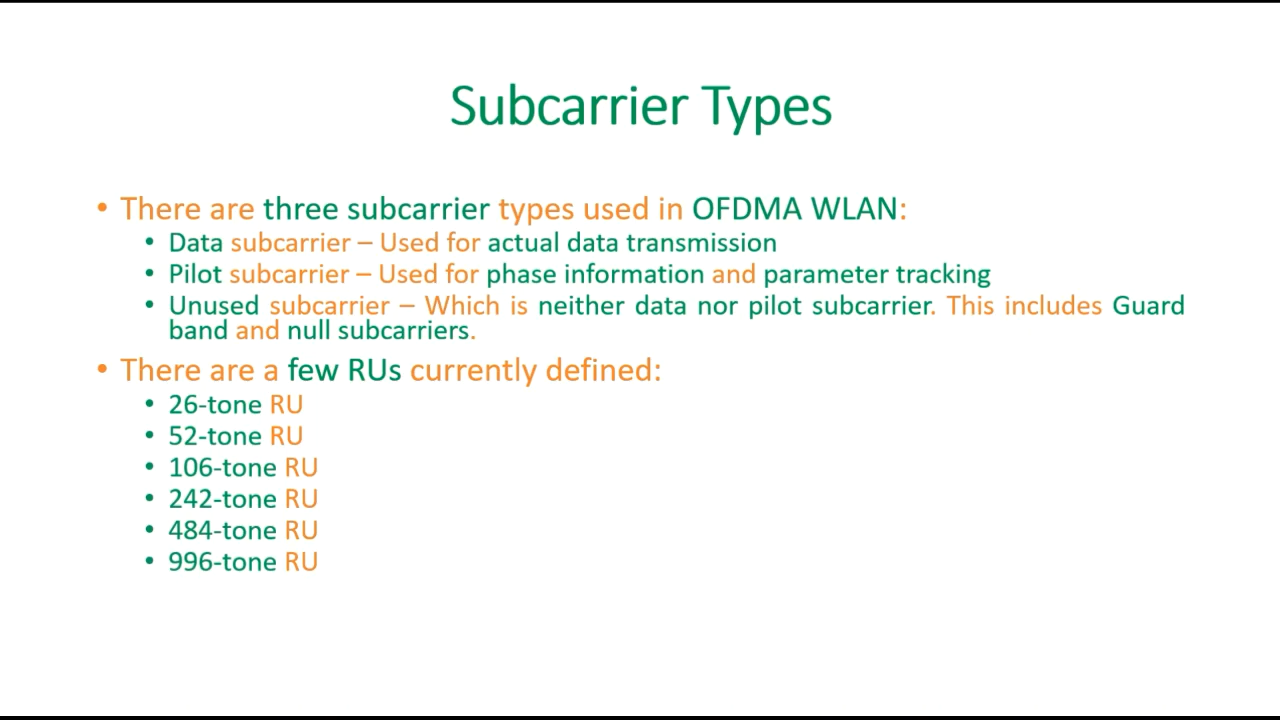 Subcarrier Types
• There are three subcarrier types used in OFDMA WLAN:
• Data subcarrier – Used for actual data transmission
• Pilot subcarrier – Used for phase information and parameter tracking
• Unused subcarrier – Which is neither data nor pilot subcarrier. This includes Guard
band and null subcarriers.
• There are a few RUs currently defined:
• 26-tone RU
• 52-tone RU
• 106-tone RU
• 242-tone RU
• 484-tone RU
• 996-tone RU